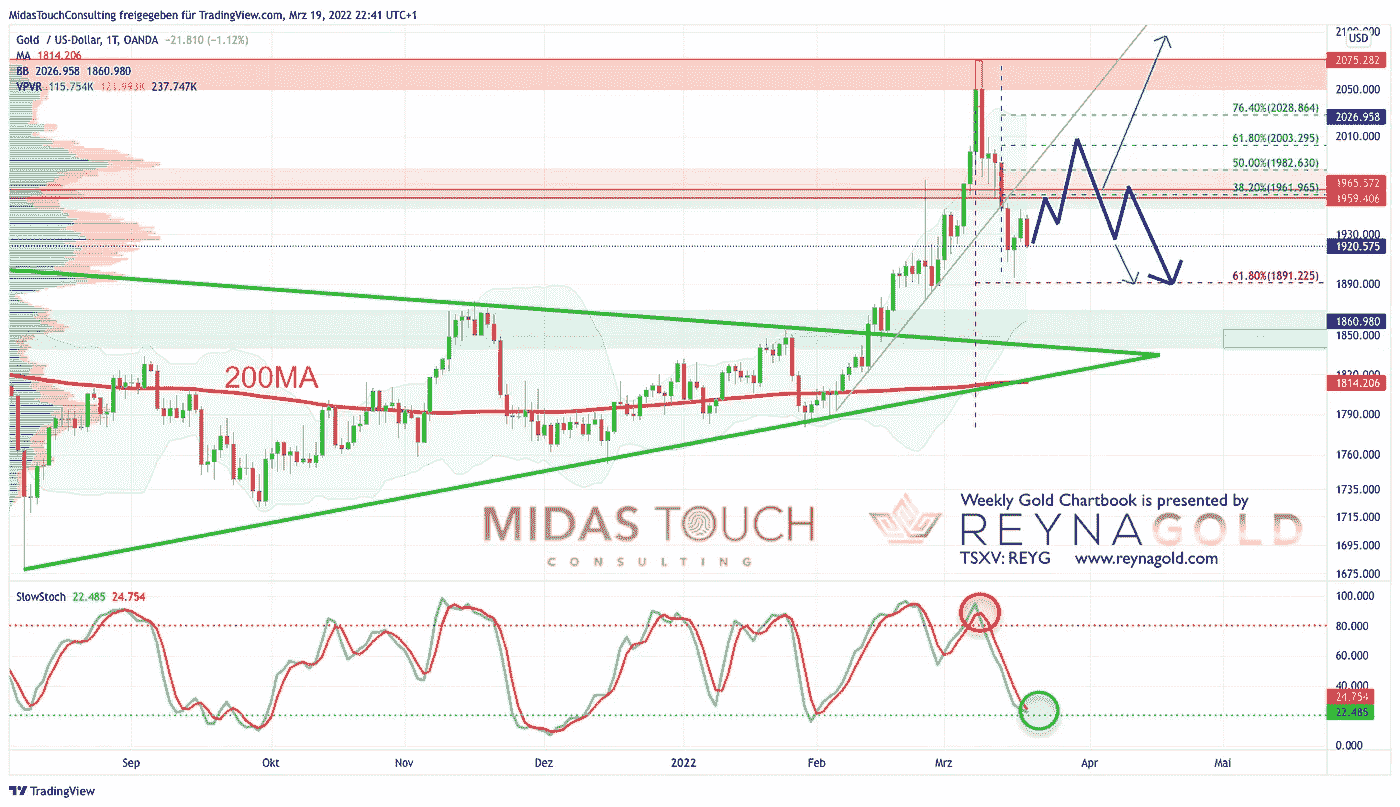 MidasTouchConsulting freigegeben für TradingView.com, Mrz 19, 2022 22:41 UTC+1
Gold / US-Dollar, 1T, OANDA −21.810 (−1.12%)
MA 1814.206
BB 2026.958 1860.980
VPVR 115.754K 121.993K 237.747K
USD
2075.282
2050.000
76.40%(2028.864)
2026.958
2010.000
61.80%(2003.295)
50.00%(1982.630)
1965.572
38.20%(1961.965)
1959.406
1930.000
1920.575
61.80%(1891.225)
1890.000
1860.980
1850.000
1820.000
1814.206
1790.000
1760.000
1735.000
1715.000
1695.000
1675.000
200MA
MIDAS TOUCH
CONSULTING
Weekly Gold Chartbook is presented by
REYNAGOLD
TSXV: REYG www.reynagold.com
SlowStoch 22.485 24.754
100.000
80.000
60.000
40.000
24.754
22.485
0.000
Sep Okt Nov Dez 2022 Feb Mrz Apr Mai
TradingView